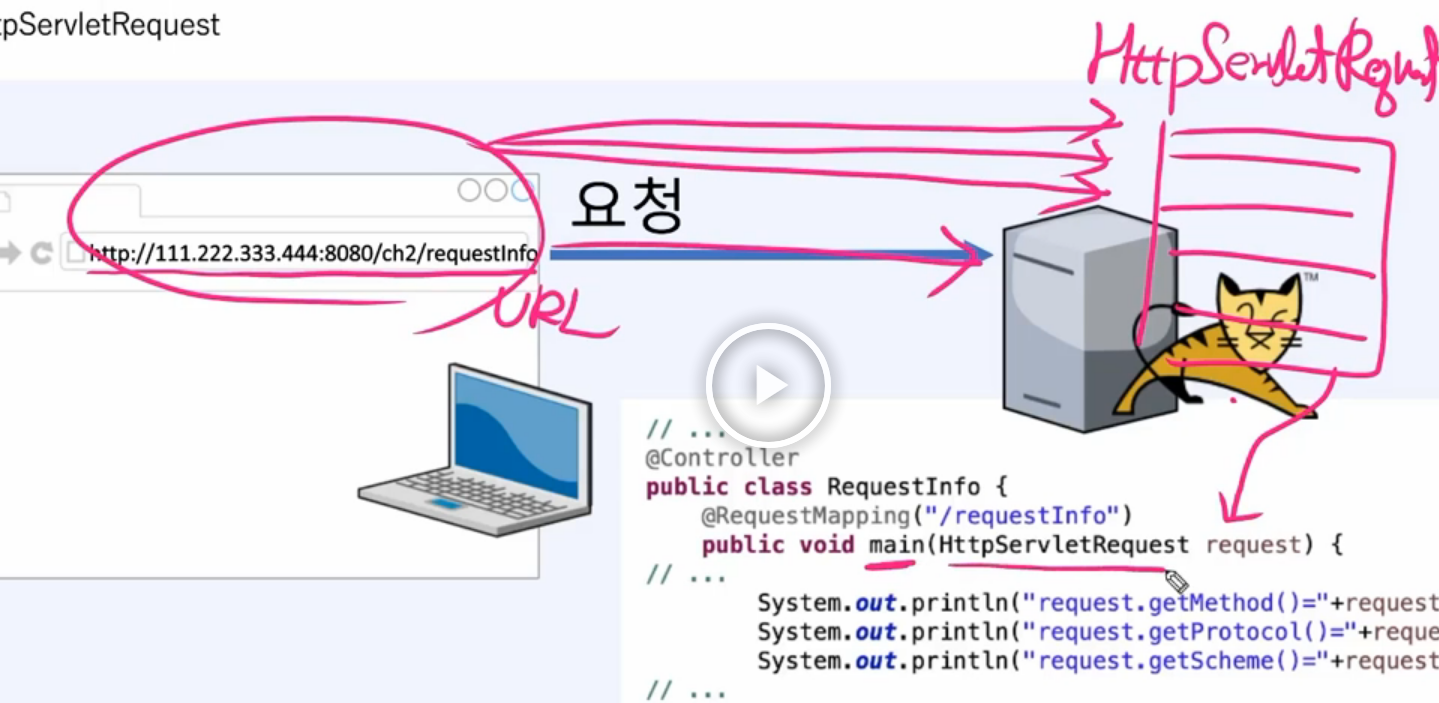 tpServletRequest
HttpServletRequest
요청
http://111.222.333.444:8080/ch2/requestInfo
URL
TM
// ...
@Controller
public class RequestInfo {
@RequestMapping("/requestInfo")
public void main(HttpServletRequest request) {
// ...
System.out.println("request.getMethod()="+request
System.out.println("request.getProtocol()="+reque
System.out.println("request.getScheme()="+request
// ...